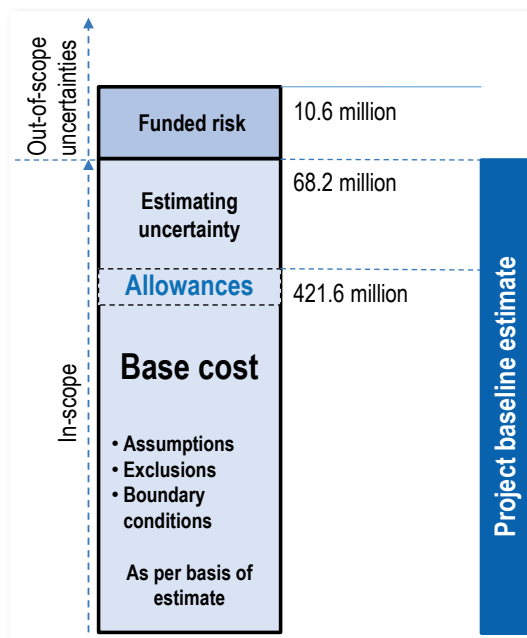 Out-of-scope
uncertainties
Funded risk
10.6 million
68.2 million
Estimating
uncertainty
Allowances
421.6 million
In-scope
Base cost
• Assumptions
• Exclusions
• Boundary
conditions
As per basis of
estimate
Project baseline estimate